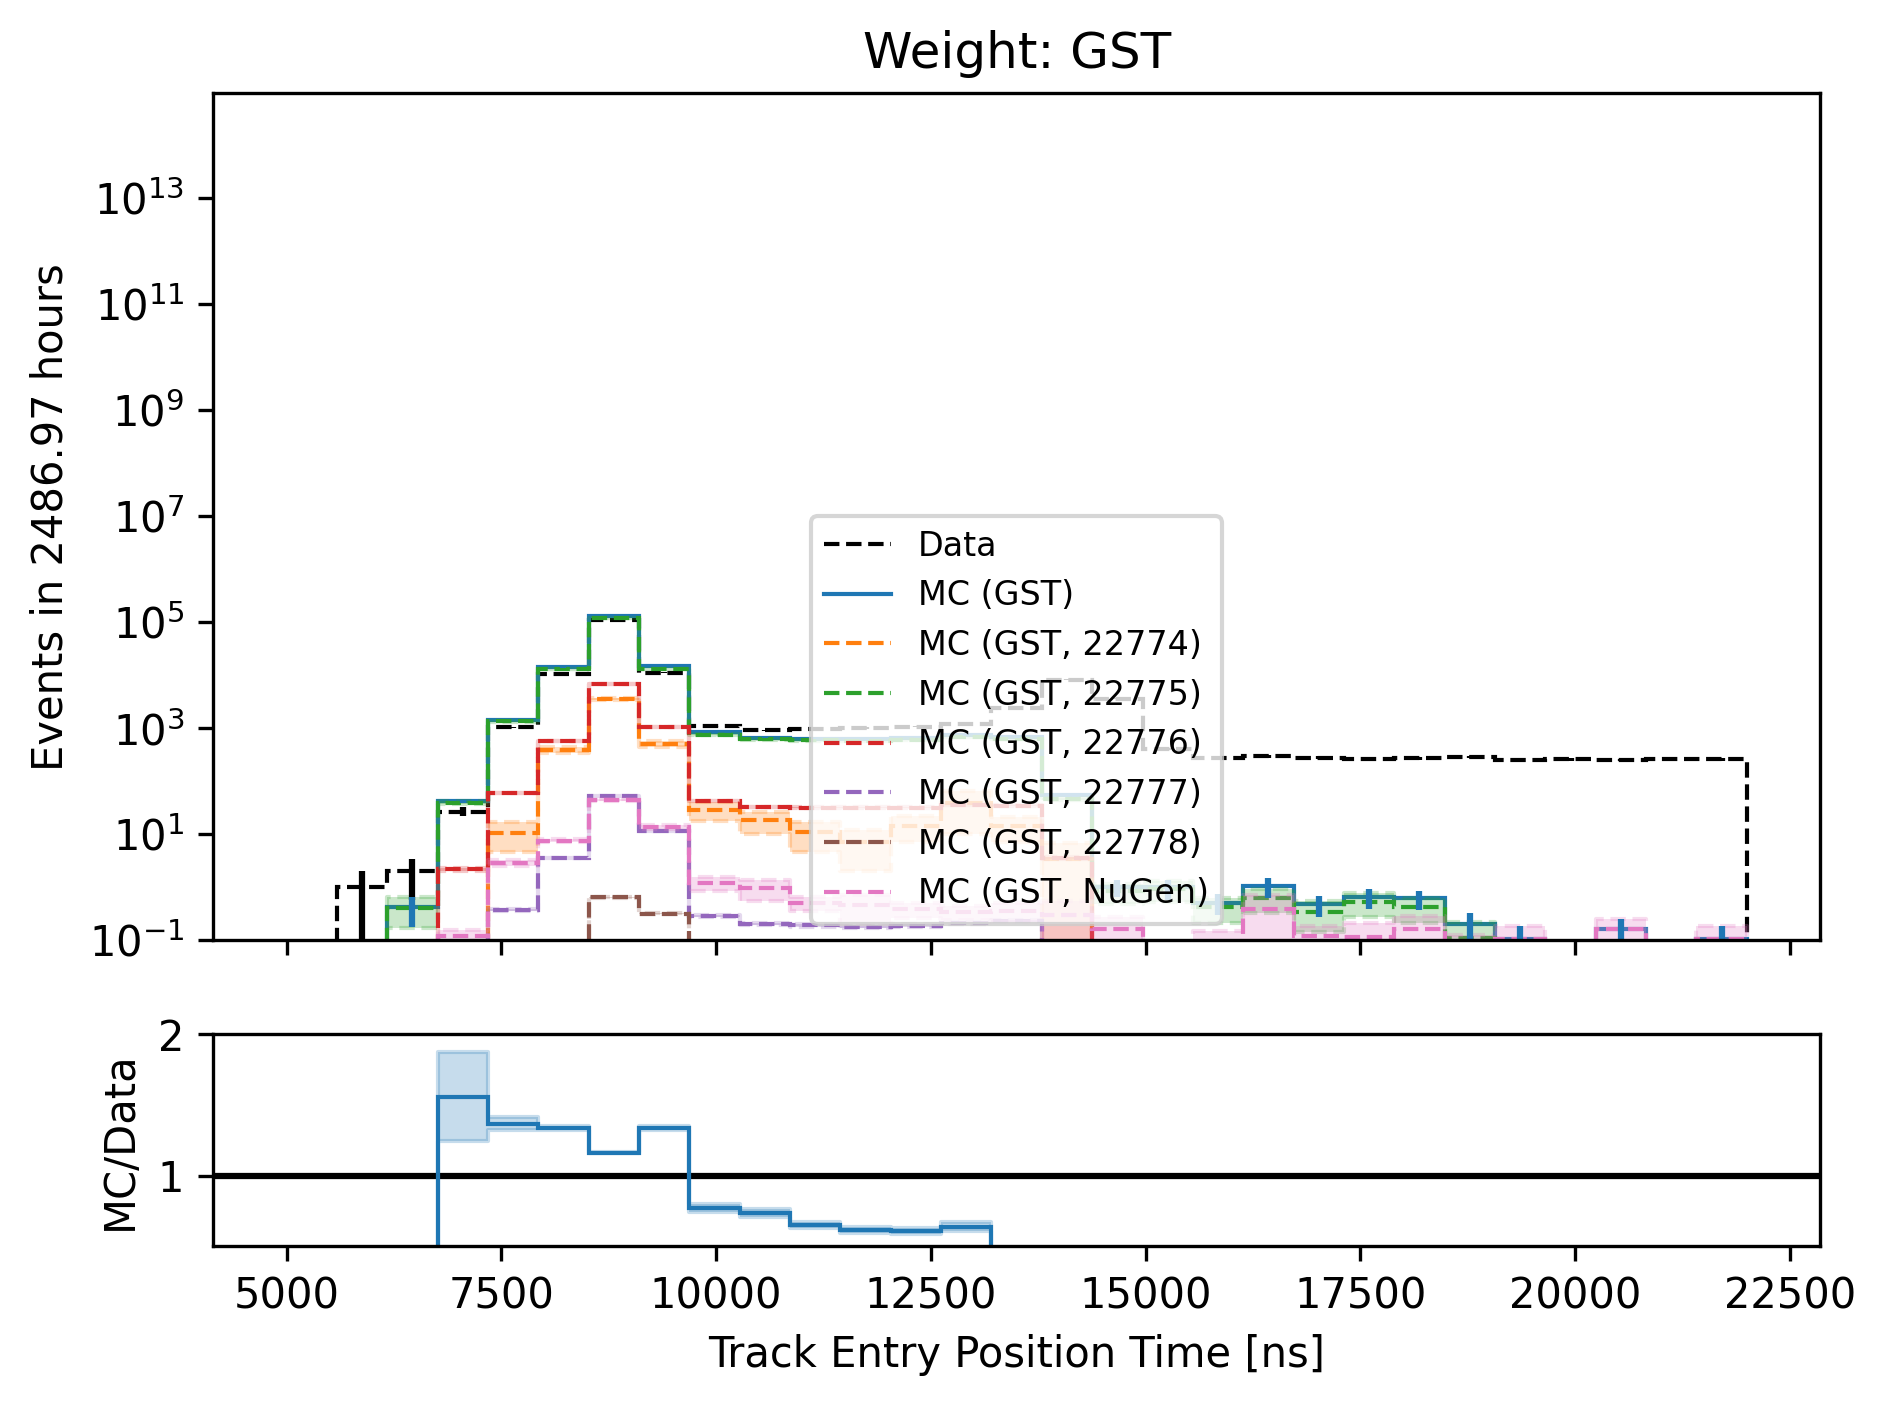 Weight: GST
Events in 2486.97 hours
10^13
10^11
10^9
10^7
10^5
10^3
10^1
10^−1
Data
MC (GST)
MC (GST, 22774)
MC (GST, 22775)
MC (GST, 22776)
MC (GST, 22777)
MC (GST, 22778)
MC (GST, NuGen)
MC/Data
2
1
5000 7500 10000 12500 15000 17500 20000 22500
Track Entry Position Time [ns]